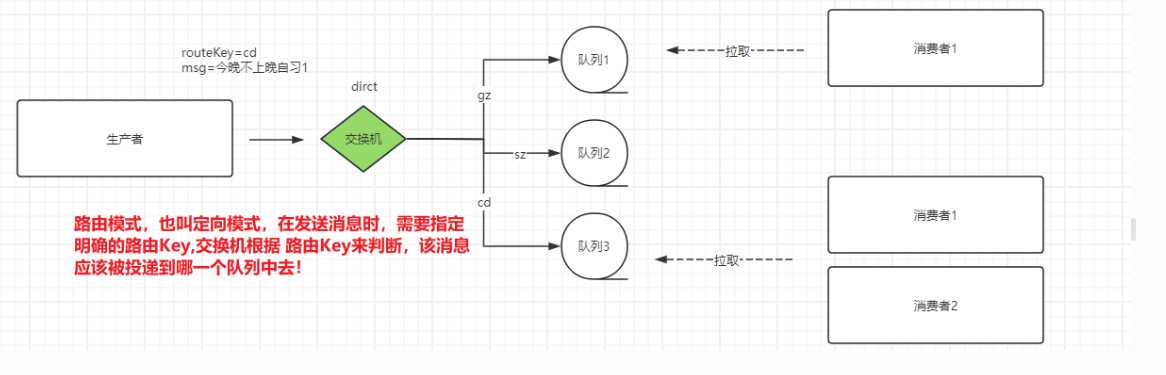 routeKey=cd
msg=今晚不上晚自习1
dirct
生产者
交换机
gz
sz
cd
队列1
队列2
队列3
拉取
消费者1
消费者1
拉取
消费者2
路由模式，也叫定向模式，在发送消息时，需要指定
明确的路由Key,交换机根据 路由Key来判断，该消息
应该被投递到哪一个队列中去！